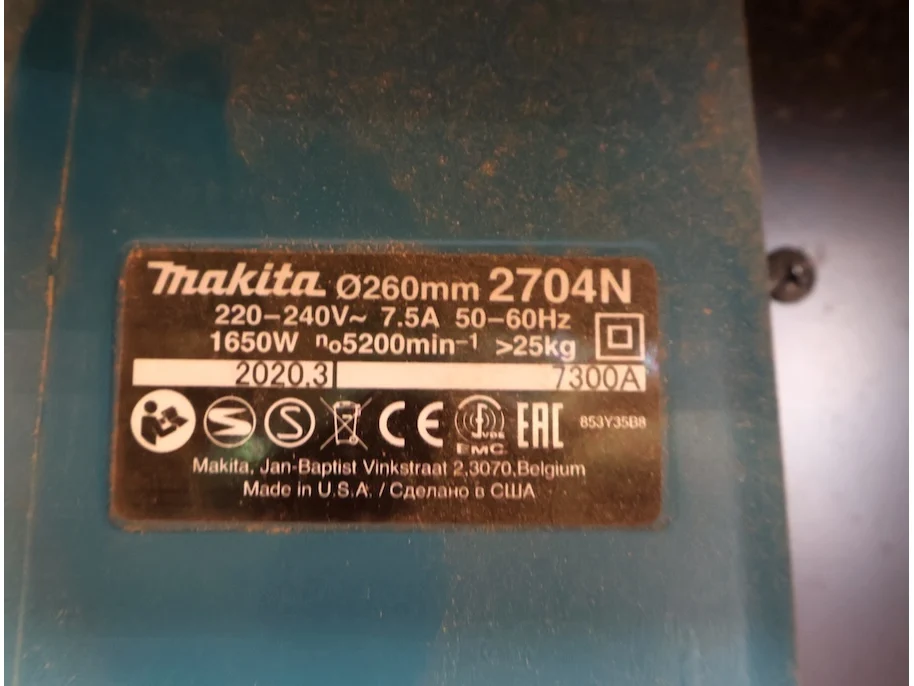 makita Ø260mm 2704N
220–240V~ 7.5A 50–60Hz
1650W no5200min⁻¹ >25kg
2020.3 7300A
CE VDE EMC EAC 853Y35B8
Makita, Jan-Baptist Vinkstraat 2,3070,Belgium
Made in U.S.A. / Сделано в США